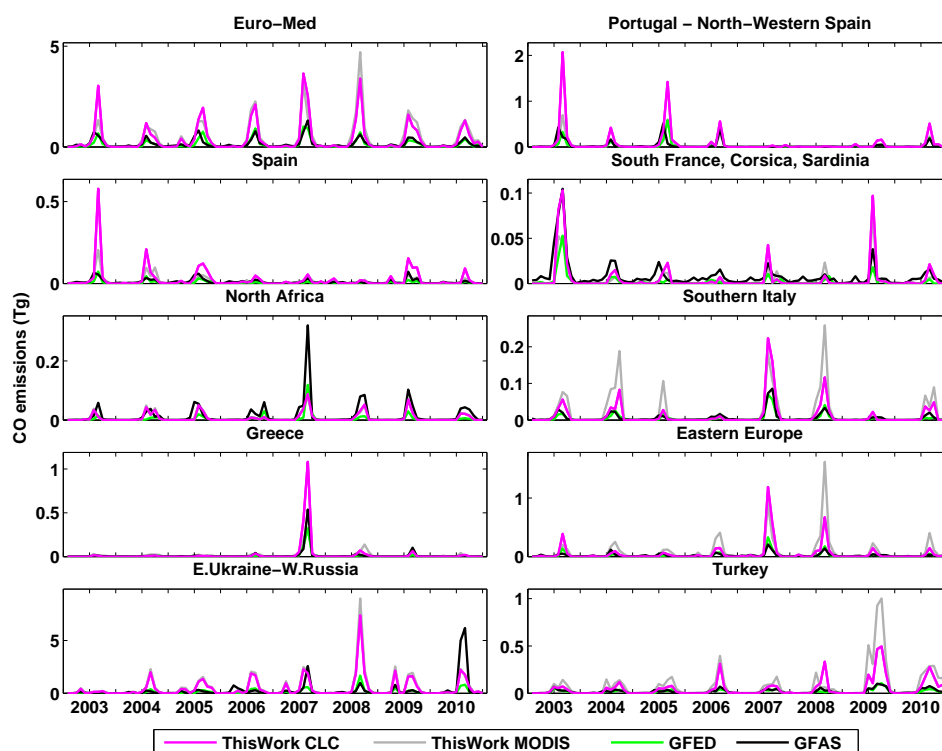 Euro−Med
5
0
Portugal − North−Western Spain
2
1
0
Spain
0.5
0
South France, Corsica, Sardinia
0.1
0.05
0
North Africa
0.2
0
Southern Italy
0.2
0.1
0
Greece
1
0.5
0
Eastern Europe
1
0
E.Ukraine−W.Russia
5
0
2003 2004 2005 2006 2007 2008 2009 2010
Turkey
1
0.5
0
2003 2004 2005 2006 2007 2008 2009 2010
CO emissions (Tg)
ThisWork CLC ThisWork MODIS GFED GFAS